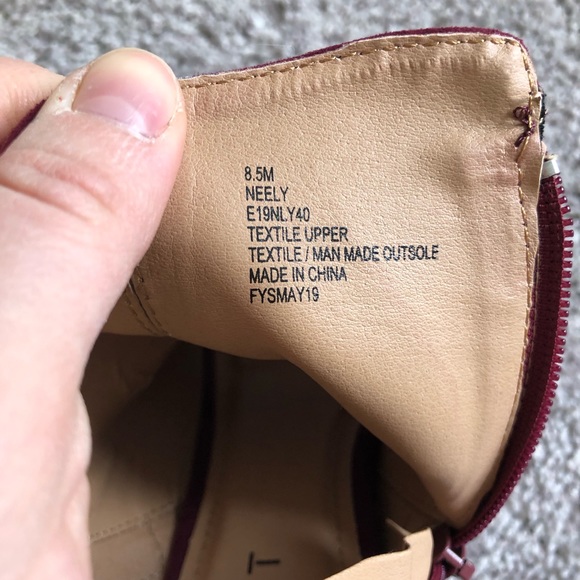 8.5M
NEELY
E19NLY40
TEXTILE UPPER
TEXTILE / MAN MADE OUTSOLE
MADE IN CHINA
FYSMAY19